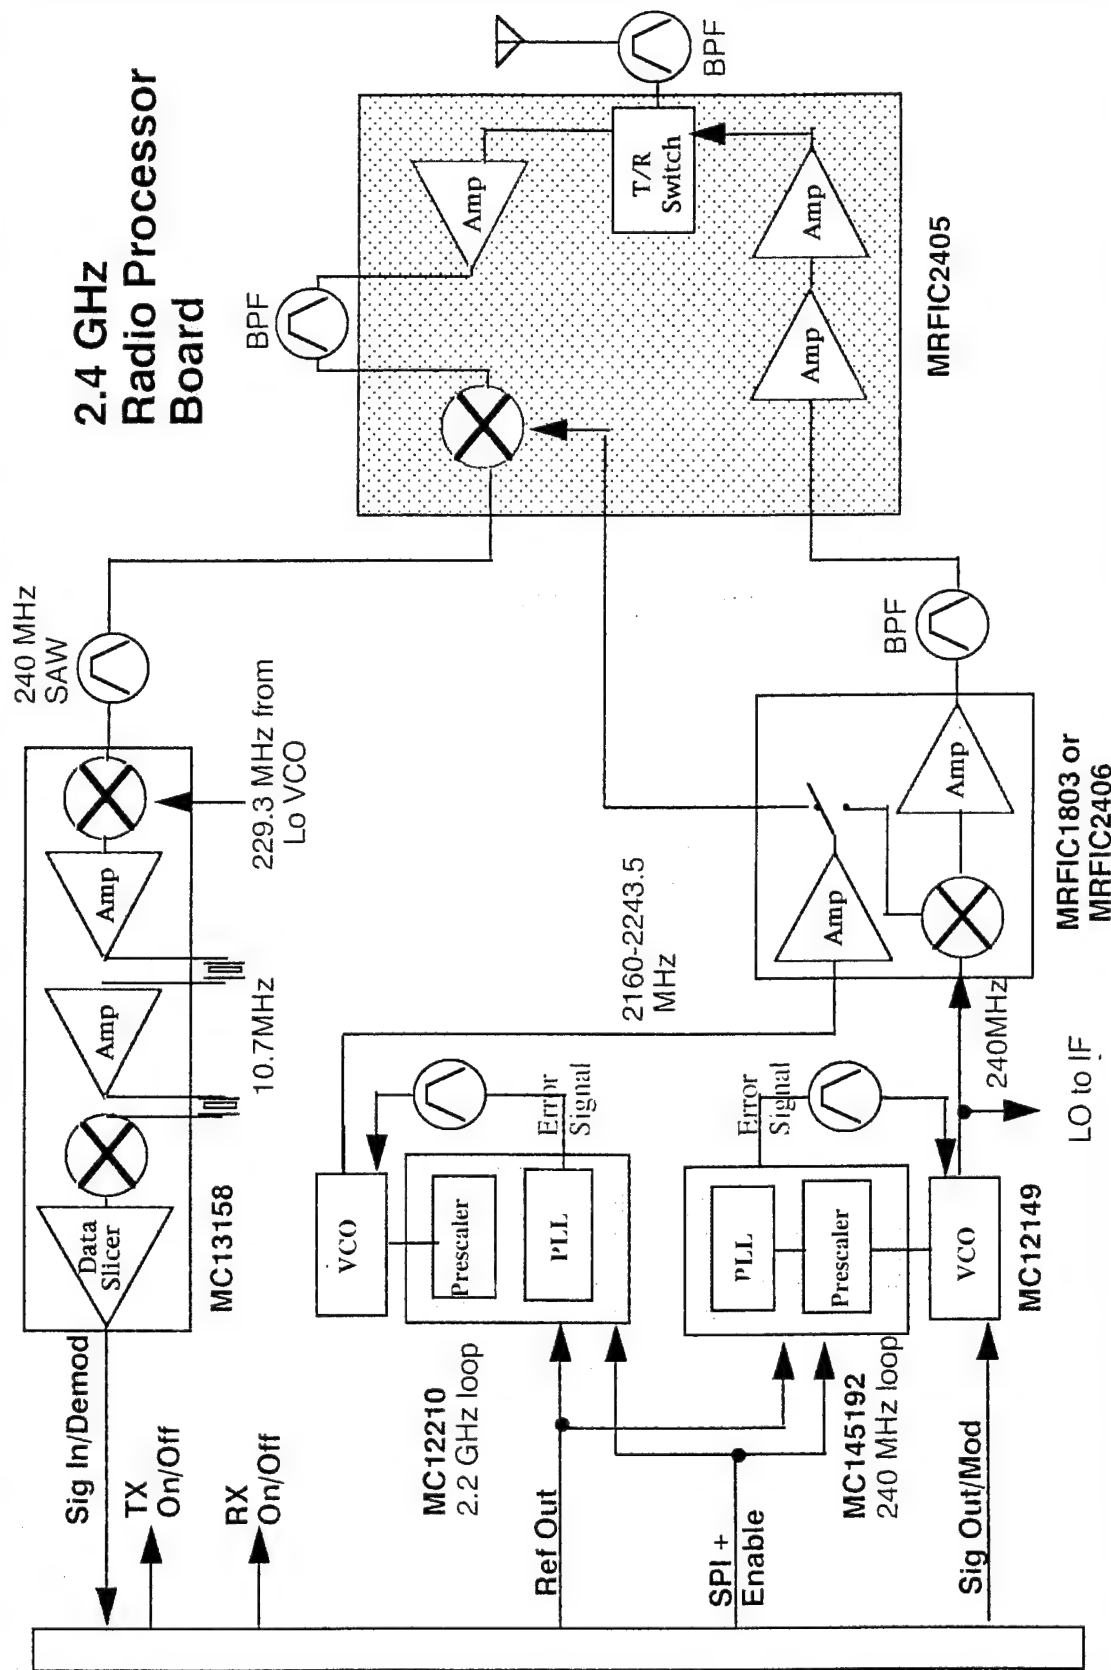 2.4 GHz
Radio Processor
Board
BPF
BPF
Amp
T/R
Switch
Amp
Amp
MRFIC2405
240 MHz
SAW
229.3 MHz from
Lo VCO
Amp
Amp
10.7MHz
Data
Slicer
MC13158
Sig In/Demod
TX
On/Off
RX
On/Off
BPF
Amp
Amp
MRFIC1803 or
MRFIC2406
2160-2243.5
MHz
240MHz
LO to IF
VCO
Prescaler
PLL
Error
Signal
MC12210
2.2 GHz loop
PLL
Prescaler
Error
Signal
VCO
MC12149
MC145192
240 MHz loop
Ref Out
SPI +
Enable
Sig Out/Mod